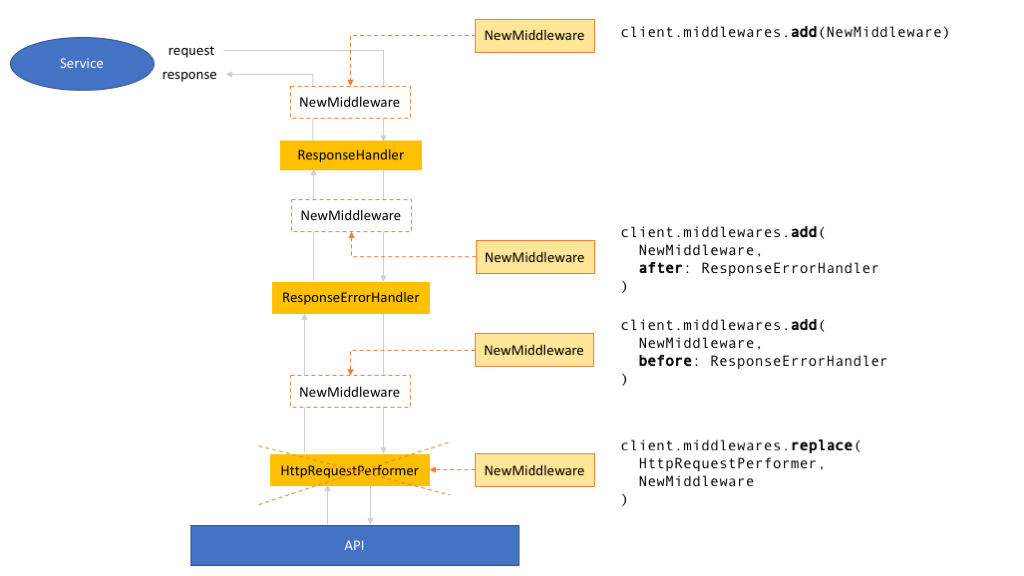 NewMiddleware
client.middlewares.add(NewMiddleware)
request
Service
response
NewMiddleware
ResponseHandler
NewMiddleware
NewMiddleware
client.middlewares.add(
NewMiddleware,
after: ResponseErrorHandler
)
ResponseErrorHandler
NewMiddleware
client.middlewares.add(
NewMiddleware,
before: ResponseErrorHandler
)
NewMiddleware
HttpRequestPerformer
NewMiddleware
client.middlewares.replace(
HttpRequestPerformer,
NewMiddleware
)
API